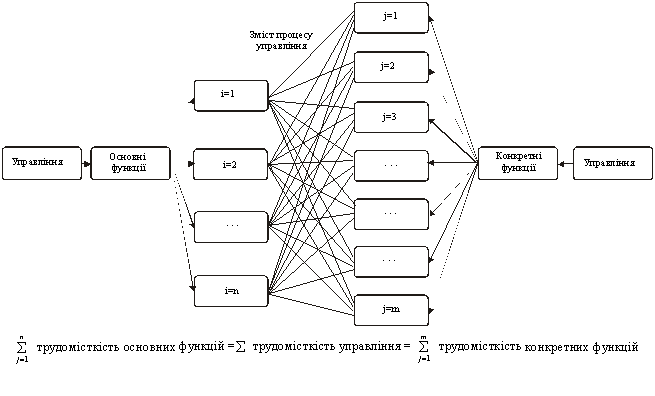 Зміст процесу
управління
j=1
j=2
i=1
j=3
Управління
Основні
функції
i=2
. . .
Конкретні
функції
Управління
. . .
. . .
. . .
i=n
j=m
n
∑ трудомісткість основних функцій = ∑ трудомісткість управління = ∑ трудомісткість конкретних функцій
j=1
m
j=1